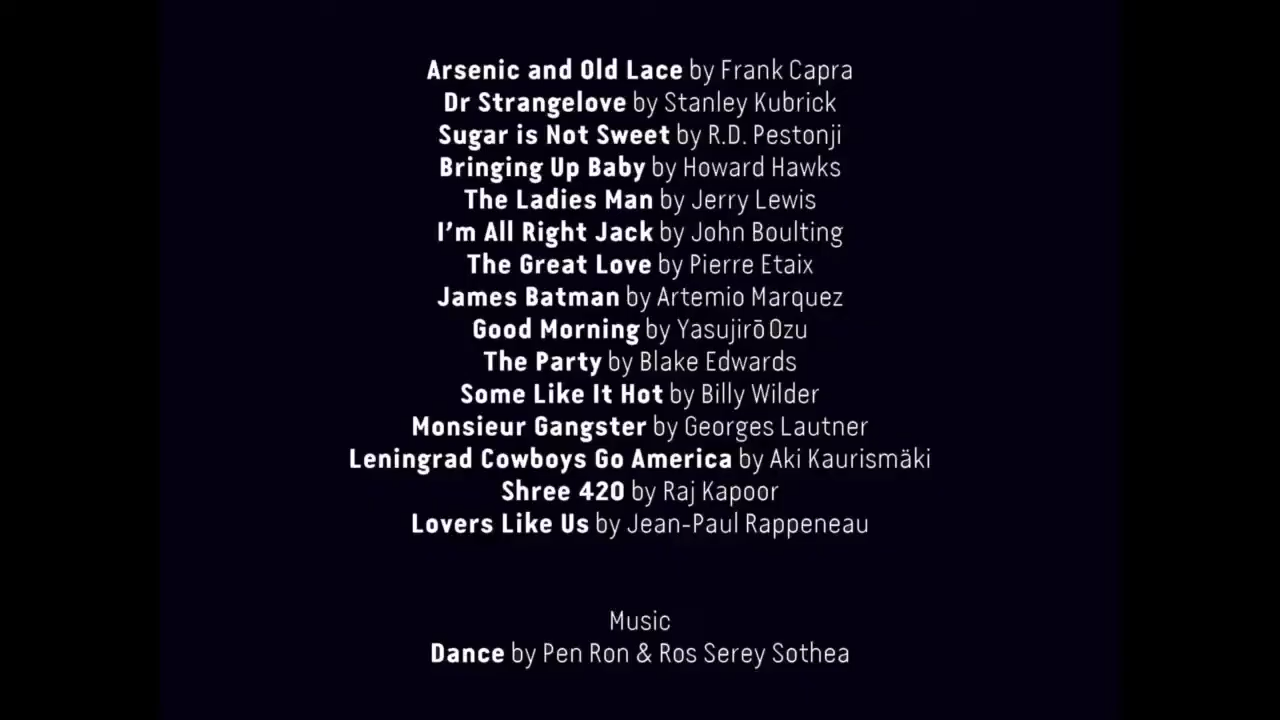 Arsenic and Old Lace by Frank Capra
Dr Strangelove by Stanley Kubrick
Sugar is Not Sweet by R.D. Pestonji
Bringing Up Baby by Howard Hawks
The Ladies Man by Jerry Lewis
I'm All Right Jack by John Boulting
The Great Love by Pierre Etaix
James Batman by Artemio Marquez
Good Morning by Yasujirō Ozu
The Party by Blake Edwards
Some Like It Hot by Billy Wilder
Monsieur Gangster by Georges Lautner
Leningrad Cowboys Go America by Aki Kaurismäki
Shree 420 by Raj Kapoor
Lovers Like Us by Jean-Paul Rappeneau
Music
Dance by Pen Ron & Ros Serey Sothea